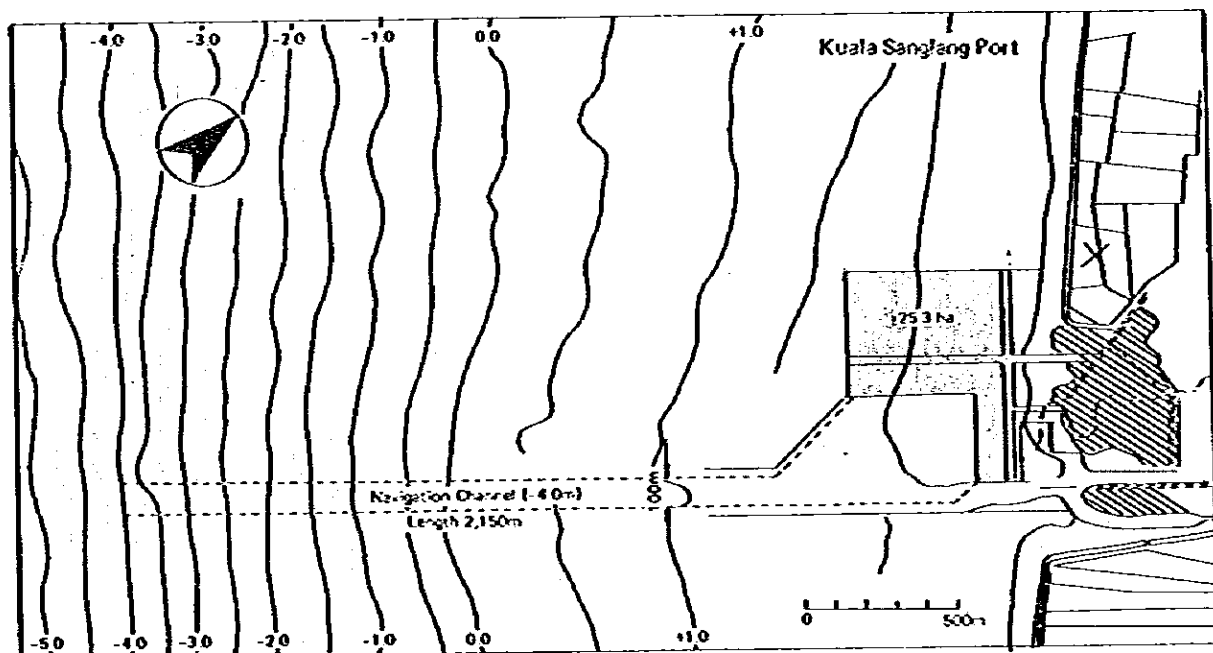 -4.0 -3.0 -2.0 -1.0 0.0 +1.0
Kuala Sanglang Port
Navigation Channel (-4.0m)
Length 2,150m
0 500m
-5.0 -4.0 -3.0 -2.0 -1.0 0.0 +1.0